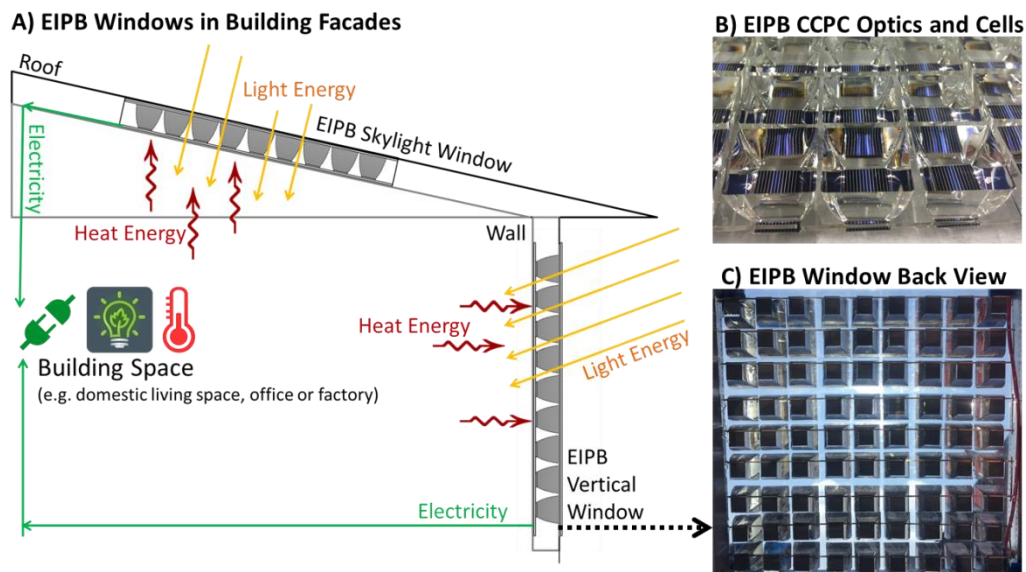 A) EIPB Windows in Building Facades
Roof
Light Energy
EIPB Skylight Window
Electricity
Heat Energy
Wall
Heat Energy
Light Energy
Building Space
(e.g. domestic living space, office or factory)
EIPB
Vertical
Window
Electricity
B) EIPB CCPC Optics and Cells
C) EIPB Window Back View